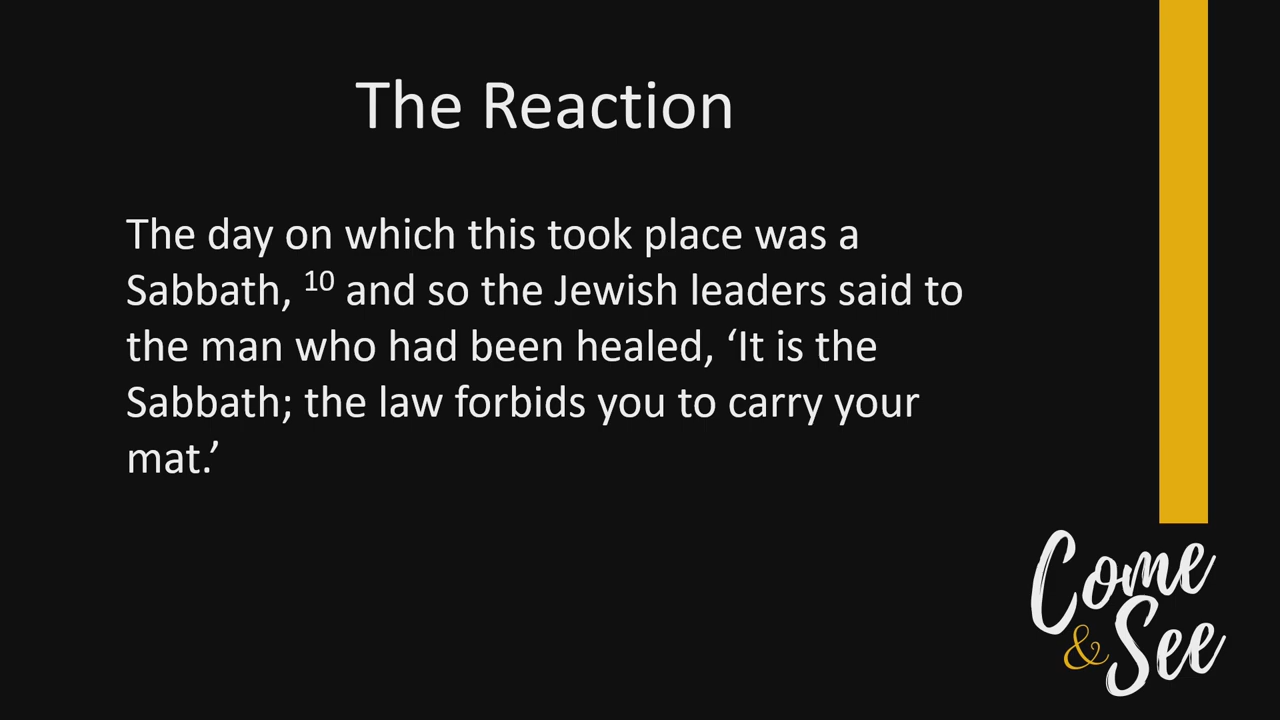 The Reaction
The day on which this took place was a
Sabbath, 10 and so the Jewish leaders said to
the man who had been healed, ‘It is the
Sabbath; the law forbids you to carry your
mat.’
Come
& See